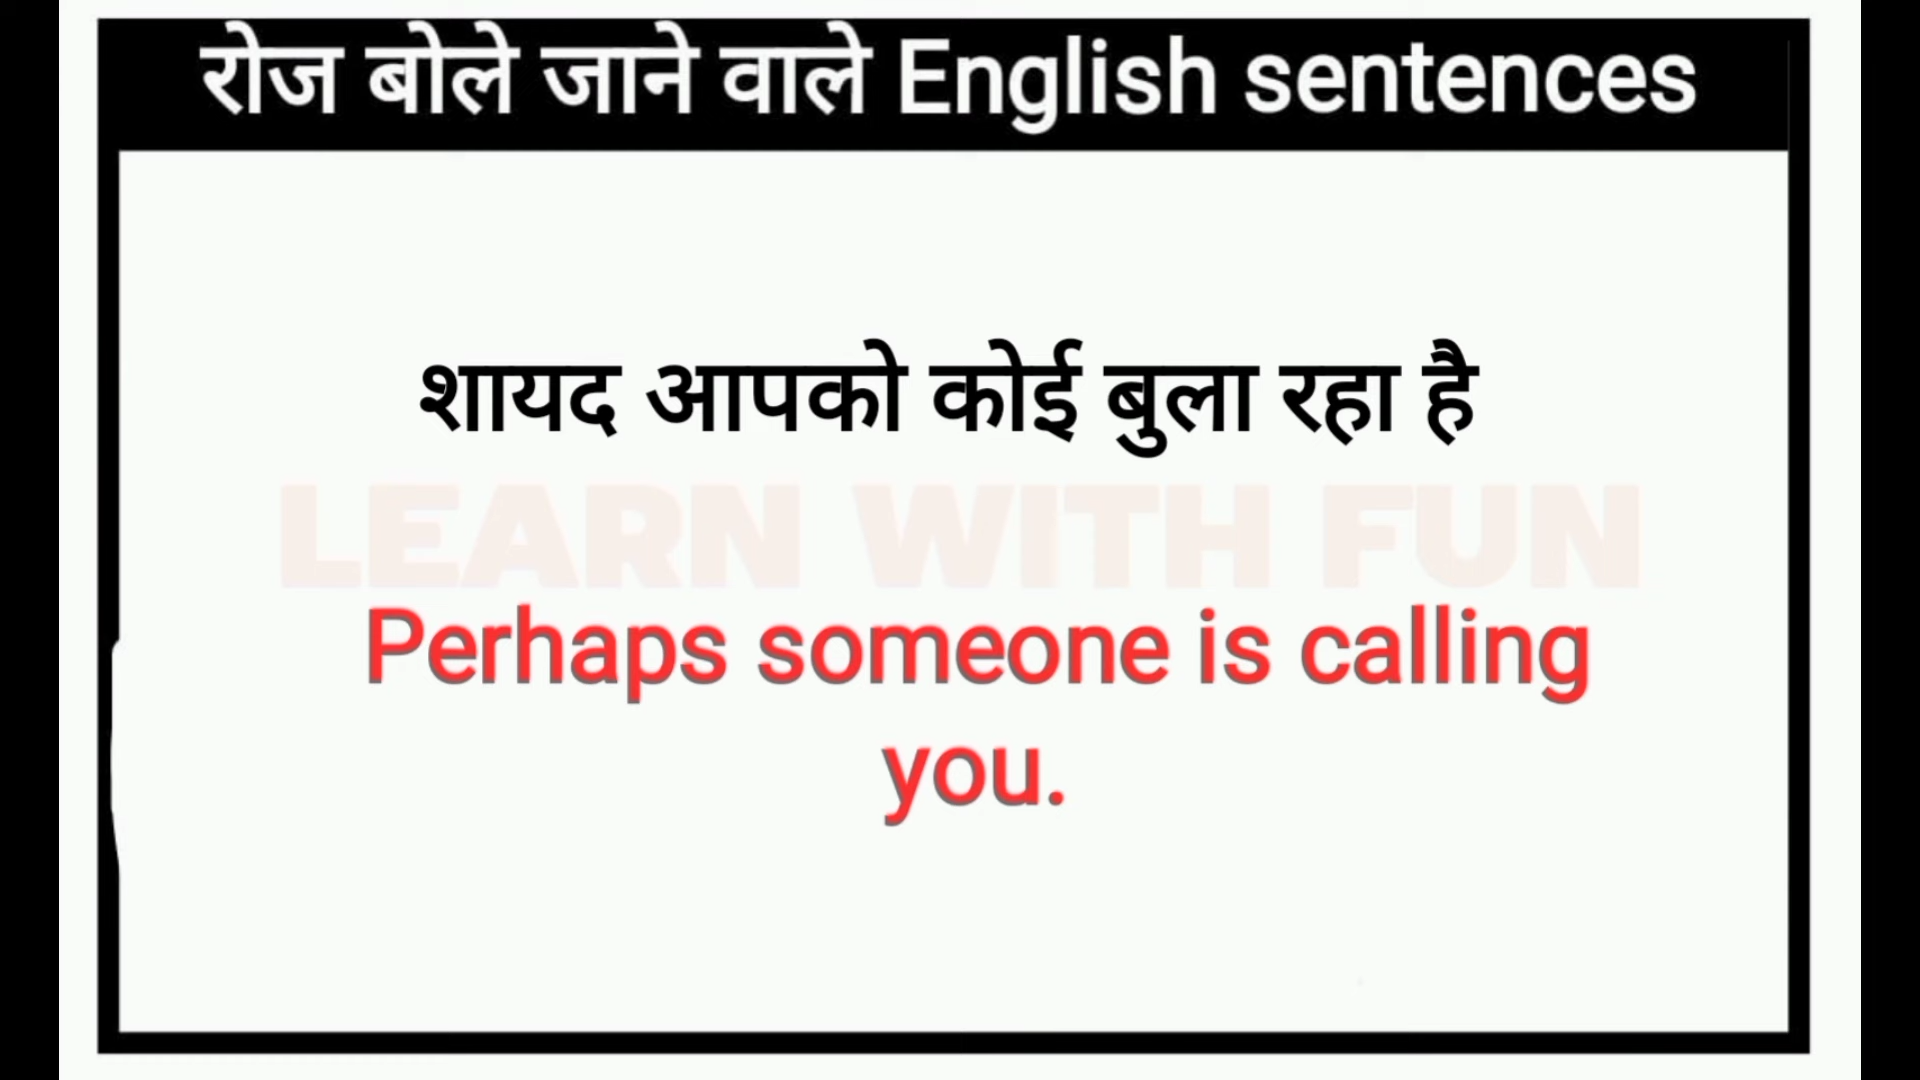 रोज बोले जाने वाले English sentences
शायद आपको कोई बुला रहा है
LEARN WITH FUN
Perhaps someone is calling
you.